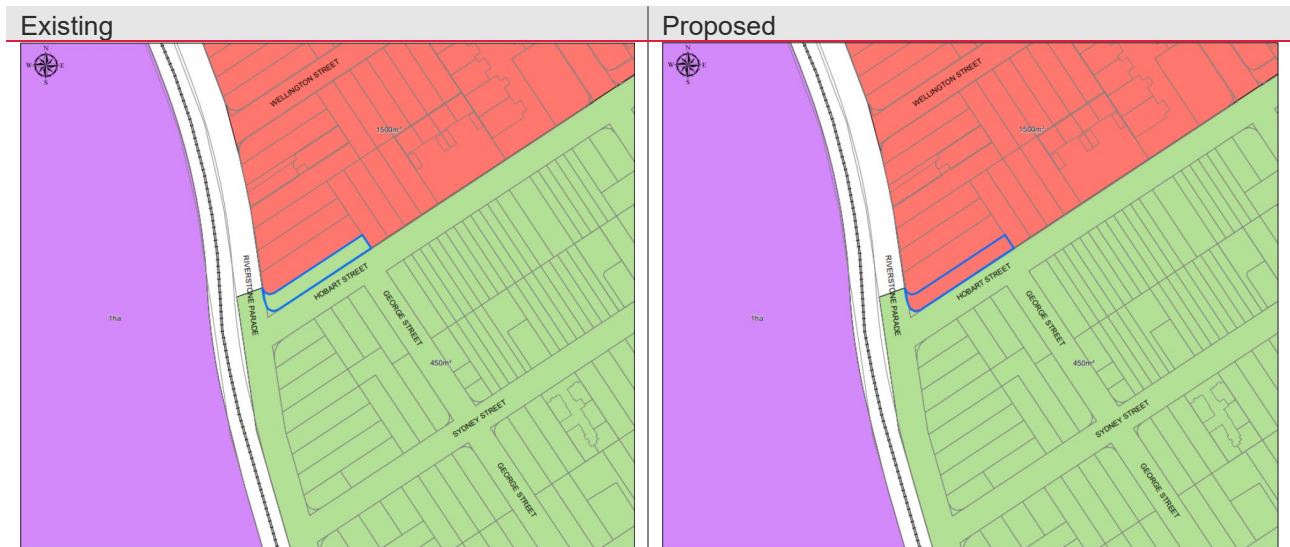 Existing
Proposed
N
W E
S
WELLINGTON STREET
1500m²
RIVERSTONE PARADE
HOBART STREET
GEORGE STREET
1ha
450m²
SYDNEY STREET
GEORGE STREET
N
W E
S
WELLINGTON STREET
1500m²
RIVERSTONE PARADE
HOBART STREET
GEORGE STREET
1ha
450m²
SYDNEY STREET
GEORGE STREET